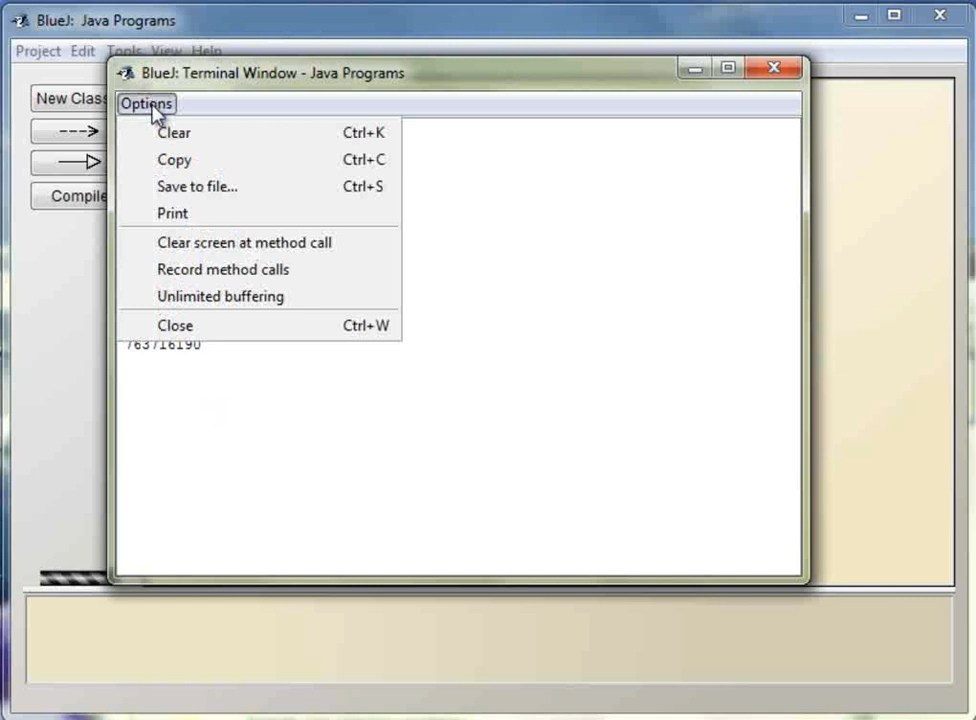 BlueJ: Java Programs
Project Edit Tools View Help
BlueJ: Terminal Window - Java Programs
New Class
Options
Clear Ctrl+K
Copy Ctrl+C
Save to file... Ctrl+S
Compile
Print
Clear screen at method call
Record method calls
Unlimited buffering
Close Ctrl+W
763716190